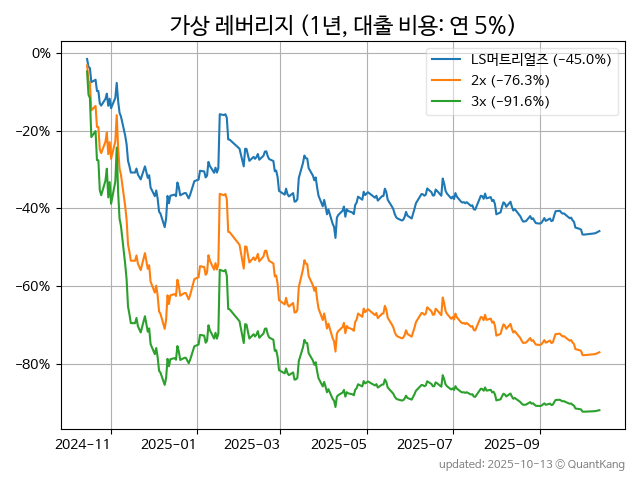 가상 레버리지 (1년, 대출 비용: 연 5%)
LS머트리얼즈 (−45.0%)
2x (−76.3%)
3x (−91.6%)
0%
−20%
−40%
−60%
−80%
2024-11 2025-01 2025-03 2025-05 2025-07 2025-09
updated: 2025-10-13 © QuantKang